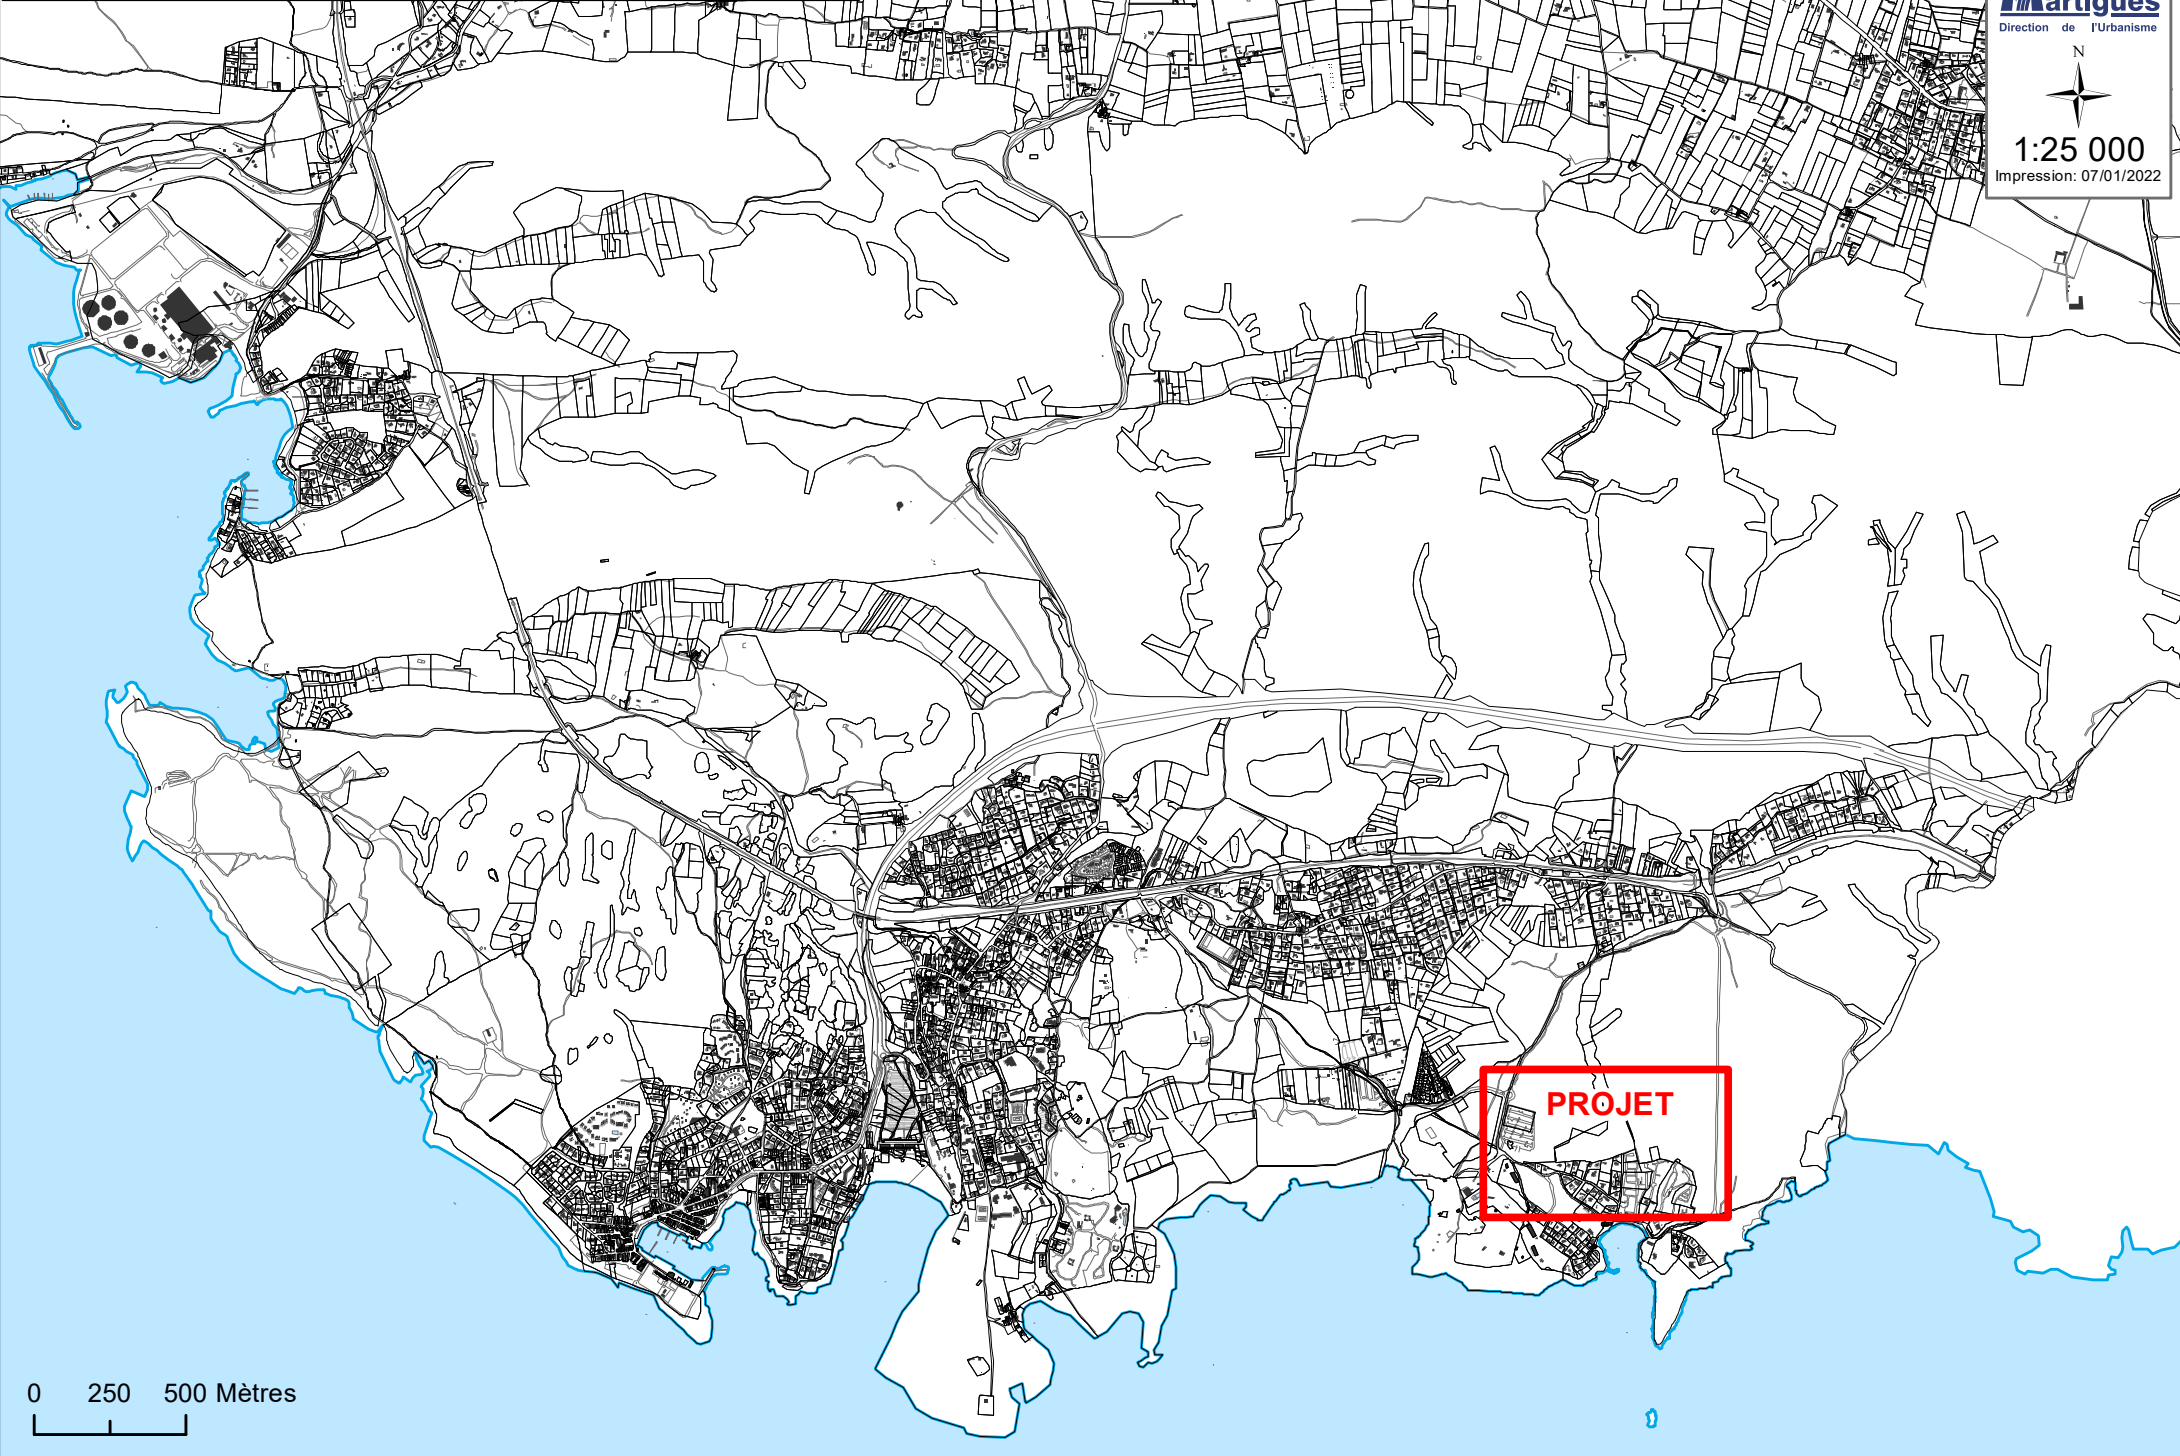 Martigues
Direction de l'Urbanisme
N
1:25 000
Impression: 07/01/2022
PROJET
0 250 500 Mètres